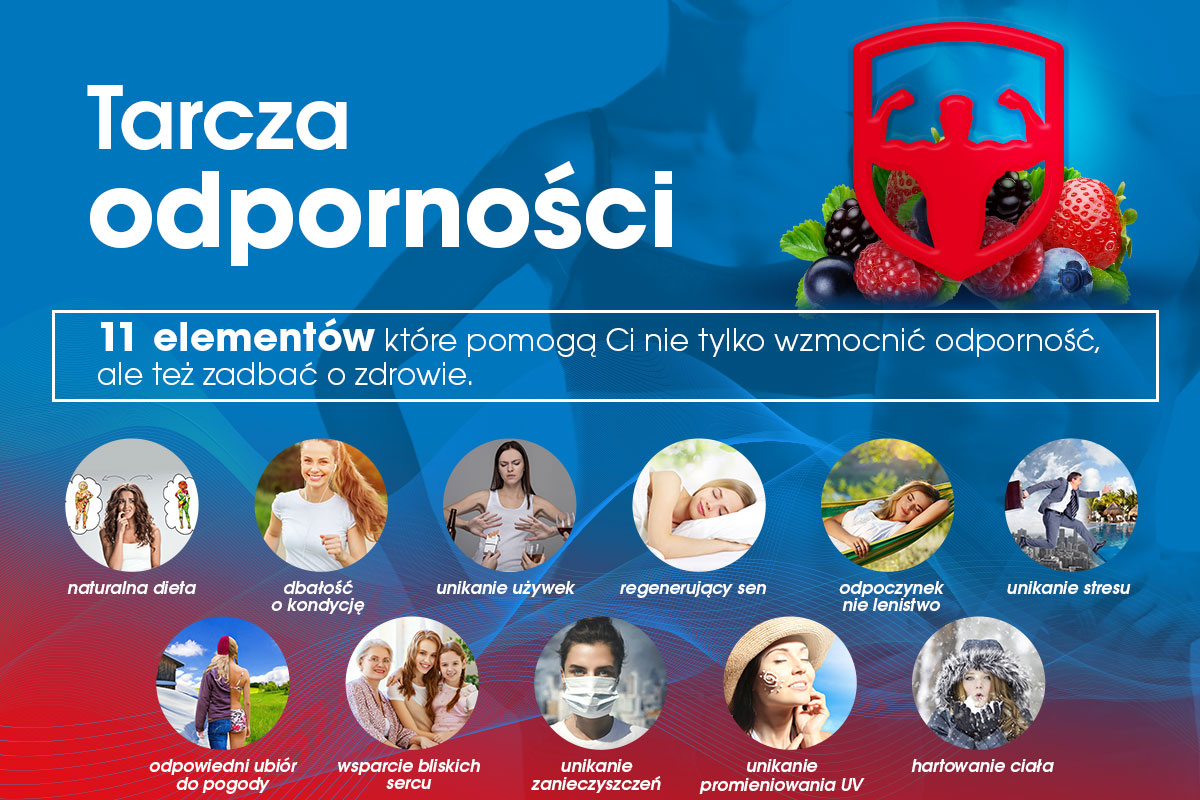 Tarcza
odporności
11 elementów które pomogą Ci nie tylko wzmocnić odporność,
ale też zadbać o zdrowie.
naturalna dieta
dbałość
o kondycję
unikanie używek
regenerujący sen
odpoczynek
nie lenistwo
unikanie stresu
odpowiedni ubiór
do pogody
wsparcie bliskich
sercu
unikanie
zanieczyszczeń
unikanie
promieniowania UV
hartowanie ciała